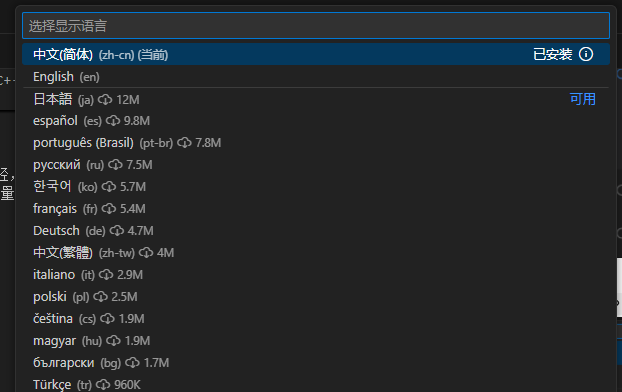 选择显示语言
中文(简体) (zh-cn) (当前) 已安装
English (en)
日本語 (ja) 12M 可用
español (es) 9.8M
português (Brasil) (pt-br) 7.8M
русский (ru) 7.5M
한국어 (ko) 5.7M
français (fr) 5.4M
Deutsch (de) 4.7M
中文(繁體) (zh-tw) 4M
italiano (it) 2.9M
polski (pl) 2.5M
čeština (cs) 1.9M
magyar (hu) 1.9M
български (bg) 1.7M
Türkçe (tr) 960K